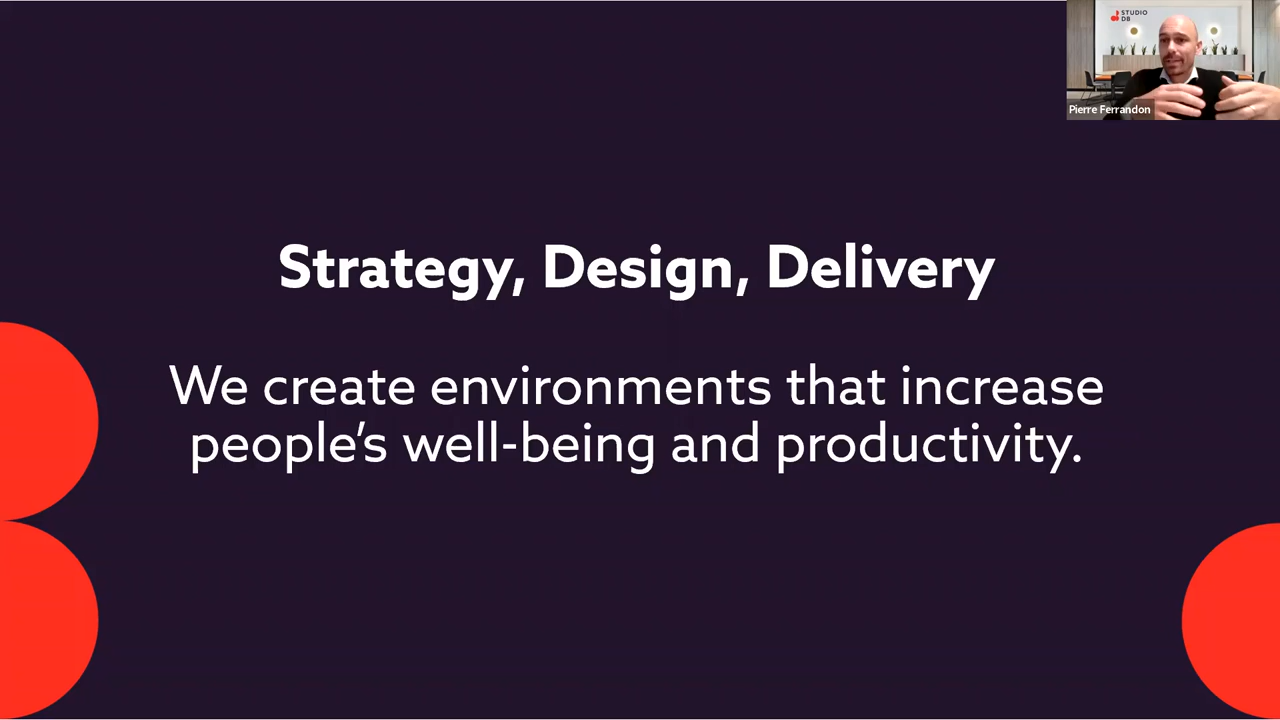 STUDIO
DB
Pierre Ferrandon
Strategy, Design, Delivery
We create environments that increase
people's well-being and productivity.